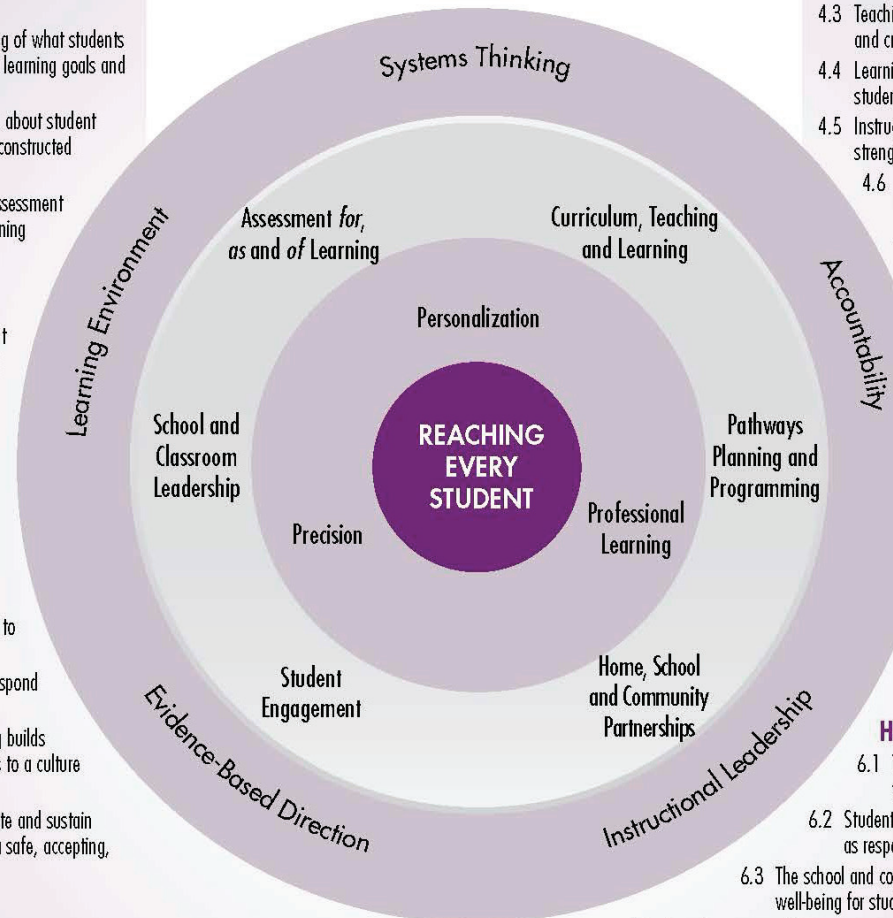 g of what students
learning goals and
about student
constructed
ssessment
ning
t
to
spond
g builds
s to a culture
te and sustain
safe, accepting,
Systems Thinking
Learning Environment
Accountability
Evidence-Based Direction
Instructional Leadership
Assessment for,
as and of Learning
Curriculum, Teaching
and Learning
School and
Classroom
Leadership
Pathways
Planning and
Programming
Student
Engagement
Home, School
and Community
Partnerships
Personalization
Precision
Professional
Learning
REACHING
EVERY
STUDENT
4.3 Teachi
and cr
4.4 Learni
studen
4.5 Instruc
streng
4.6
H
6.1
6.2 Student
as respo
6.3 The school and co
well-being for stud